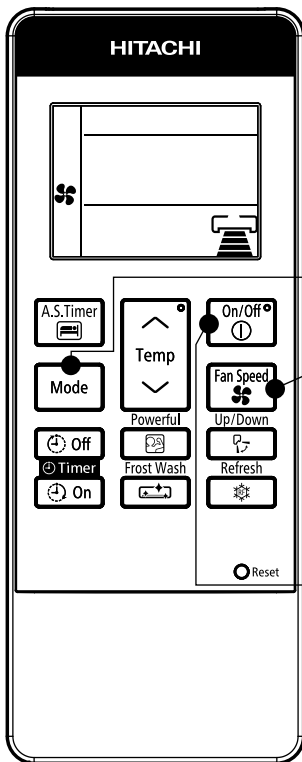 HITACHI
A.S.Timer
On/Off
Temp
Mode
Fan Speed
Powerful
Up/Down
Off
Timer
Frost Wash
Refresh
On
Reset